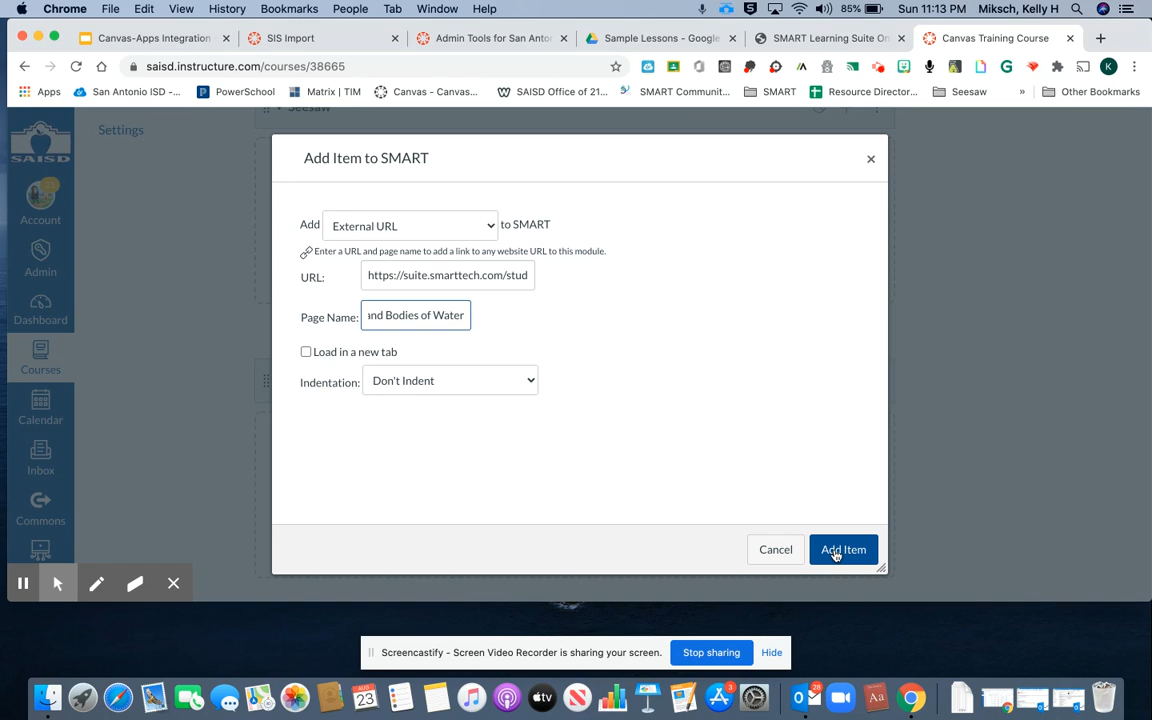 Chrome File Edit View History Bookmarks People Tab Window Help 85% Sun 11:13 PM Miksch, Kelly H
Canvas-Apps Integration × SIS Import × Admin Tools for San Anto × Sample Lessons - Google × SMART Learning Suite On × Canvas Training Course ×
saisd.instructure.com/courses/38665
Apps San Antonio ISD -... PowerSchool Matrix | TIM Canvas - Canvas... SAISD Office of 21... SMART Communit... SMART Resource Director... Seesaw » Other Bookmarks
Seesaw
SAISD
Settings
Account
Admin
Dashboard
Courses
Calendar
Inbox
Commons
Add Item to SMART
Add External URL to SMART
Enter a URL and page name to add a link to any website URL to this module.
URL: https://suite.smarttech.com/stud
Page Name: and Bodies of Water
Load in a new tab
Indentation: Don't Indent
Cancel Add Item
Screencastify - Screen Video Recorder is sharing your screen. Stop sharing Hide
AUG
23
3
28